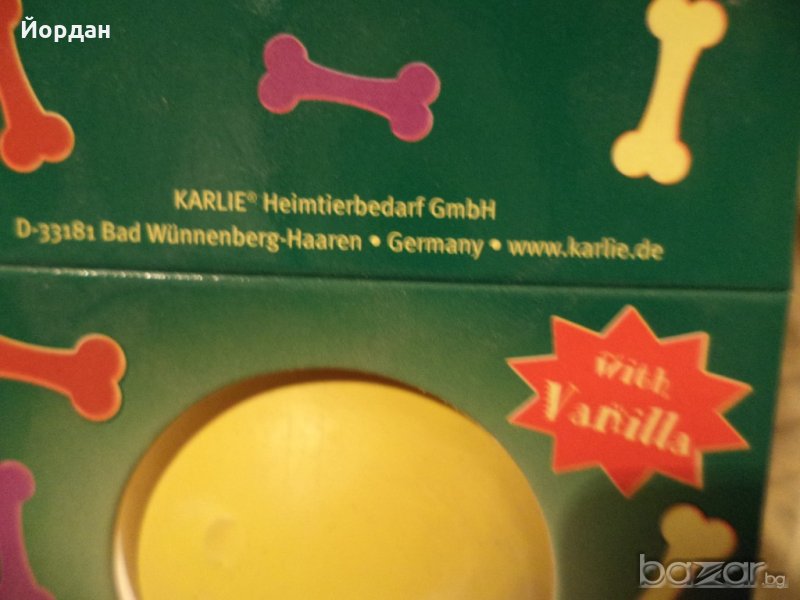 Йордан
KARLIE® Heimtierbedarf GmbH
D-33181 Bad Wünnenberg-Haaren • Germany • www.karlie.de
with
Vanilla
bazar.bg